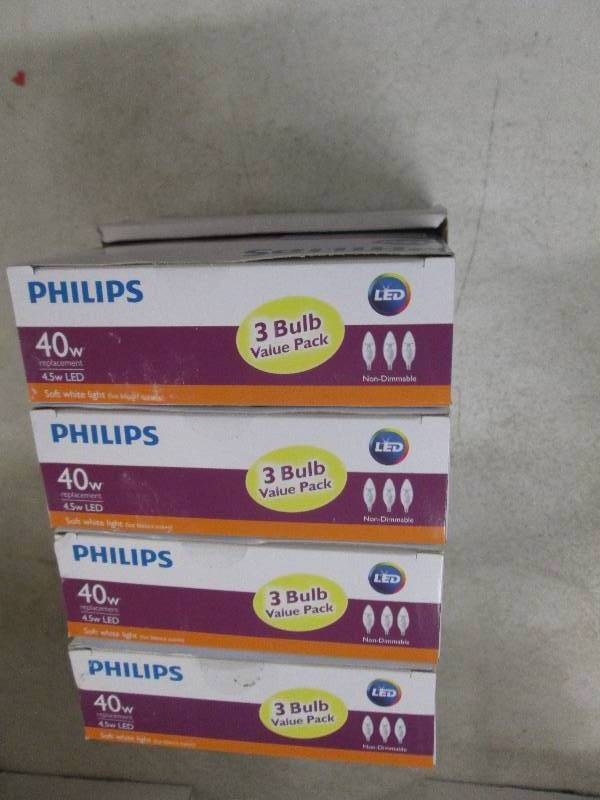 PHILIPS
LED
3 Bulb
Value Pack
40w
replacement
4.5w LED
Non-Dimmable
Soft white light
PHILIPS
LED
3 Bulb
Value Pack
40w
replacement
4.5w LED
Non-Dimmable
Soft white light
PHILIPS
LED
3 Bulb
Value Pack
40w
replacement
4.5w LED
Non-Dimmable
Soft white light
PHILIPS
LED
3 Bulb
Value Pack
40w
replacement
4.5w LED
Non-Dimmable
Soft white light